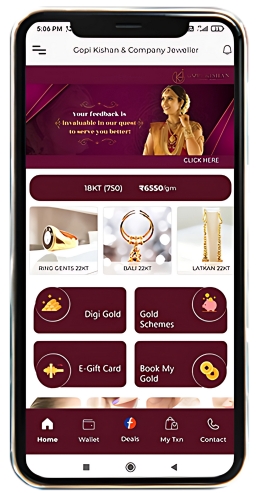 5:06 PM
Gopi Kishan & Company Jeweller
Your feedback is
Invaluable in our quest
to serve you better!
CLICK HERE
18KT (750) ₹6550/gm
RING GENTS 22KT BALI 22KT LATKAN 22KT
Digi Gold
Gold
Schemes
E-Gift Card
Book My
Gold
Home Wallet Deals My Txn Contact